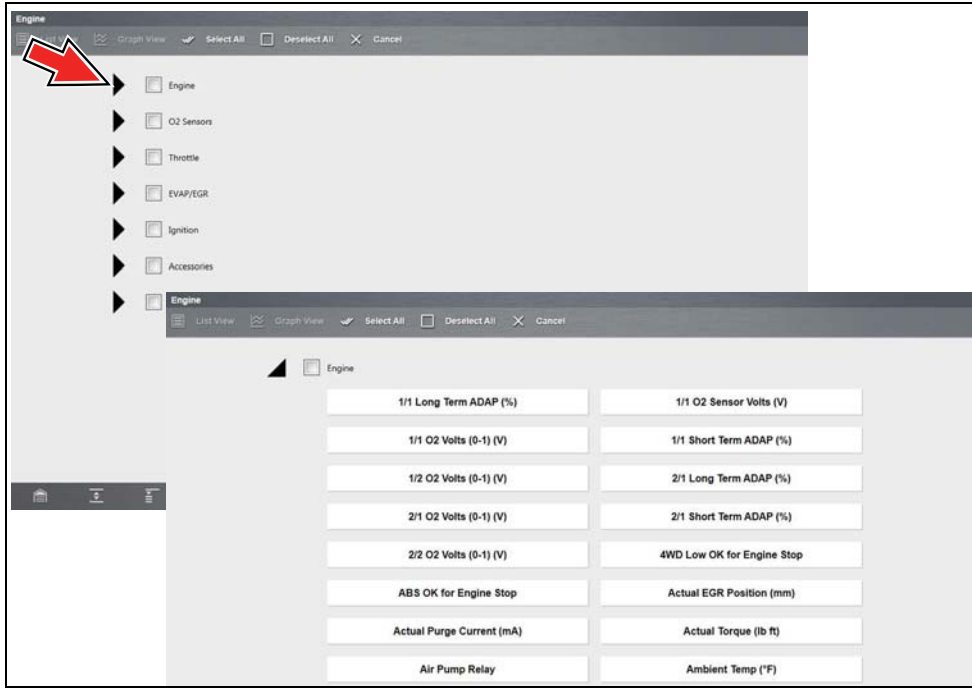 Engine
List View Graph View Select All Deselect All Cancel
Engine
O2 Sensors
Throttle
EVAP/EGR
Ignition
Accessories
Engine
List View Graph View Select All Deselect All Cancel
Engine
1/1 Long Term ADAP (%) 1/1 O2 Sensor Volts (V)
1/1 O2 Volts (0-1) (V) 1/1 Short Term ADAP (%)
1/2 O2 Volts (0-1) (V) 2/1 Long Term ADAP (%)
2/1 O2 Volts (0-1) (V) 2/1 Short Term ADAP (%)
2/2 O2 Volts (0-1) (V) 4WD Low OK for Engine Stop
ABS OK for Engine Stop Actual EGR Position (mm)
Actual Purge Current (mA) Actual Torque (lb ft)
Air Pump Relay Ambient Temp (°F)